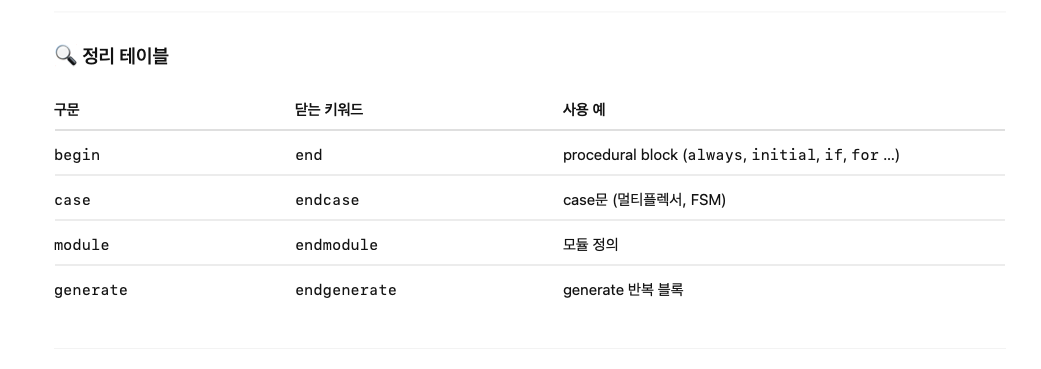 🔍 정리 테이블
구문 닫는 키워드 사용 예
begin end procedural block (always, initial, if, for ...)
case endcase case문 (멀티플렉서, FSM)
module endmodule 모듈 정의
generate endgenerate generate 반복 블록